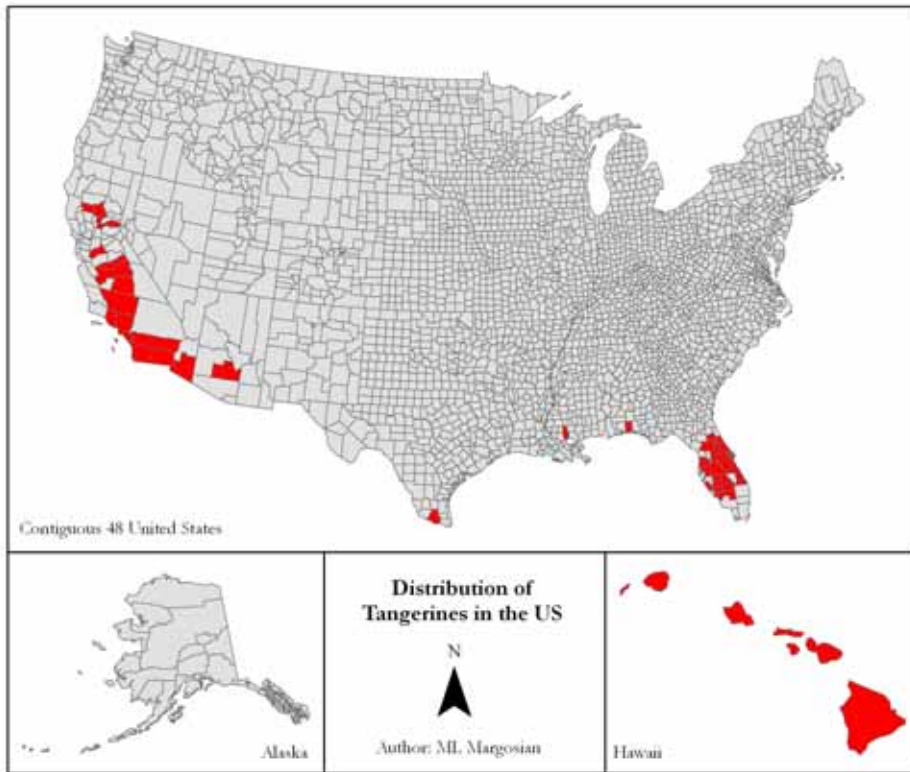 Contiguous 48 United States
Distribution of
Tangerines in the US
N
Author: ML Margosian
Alaska
Hawaii